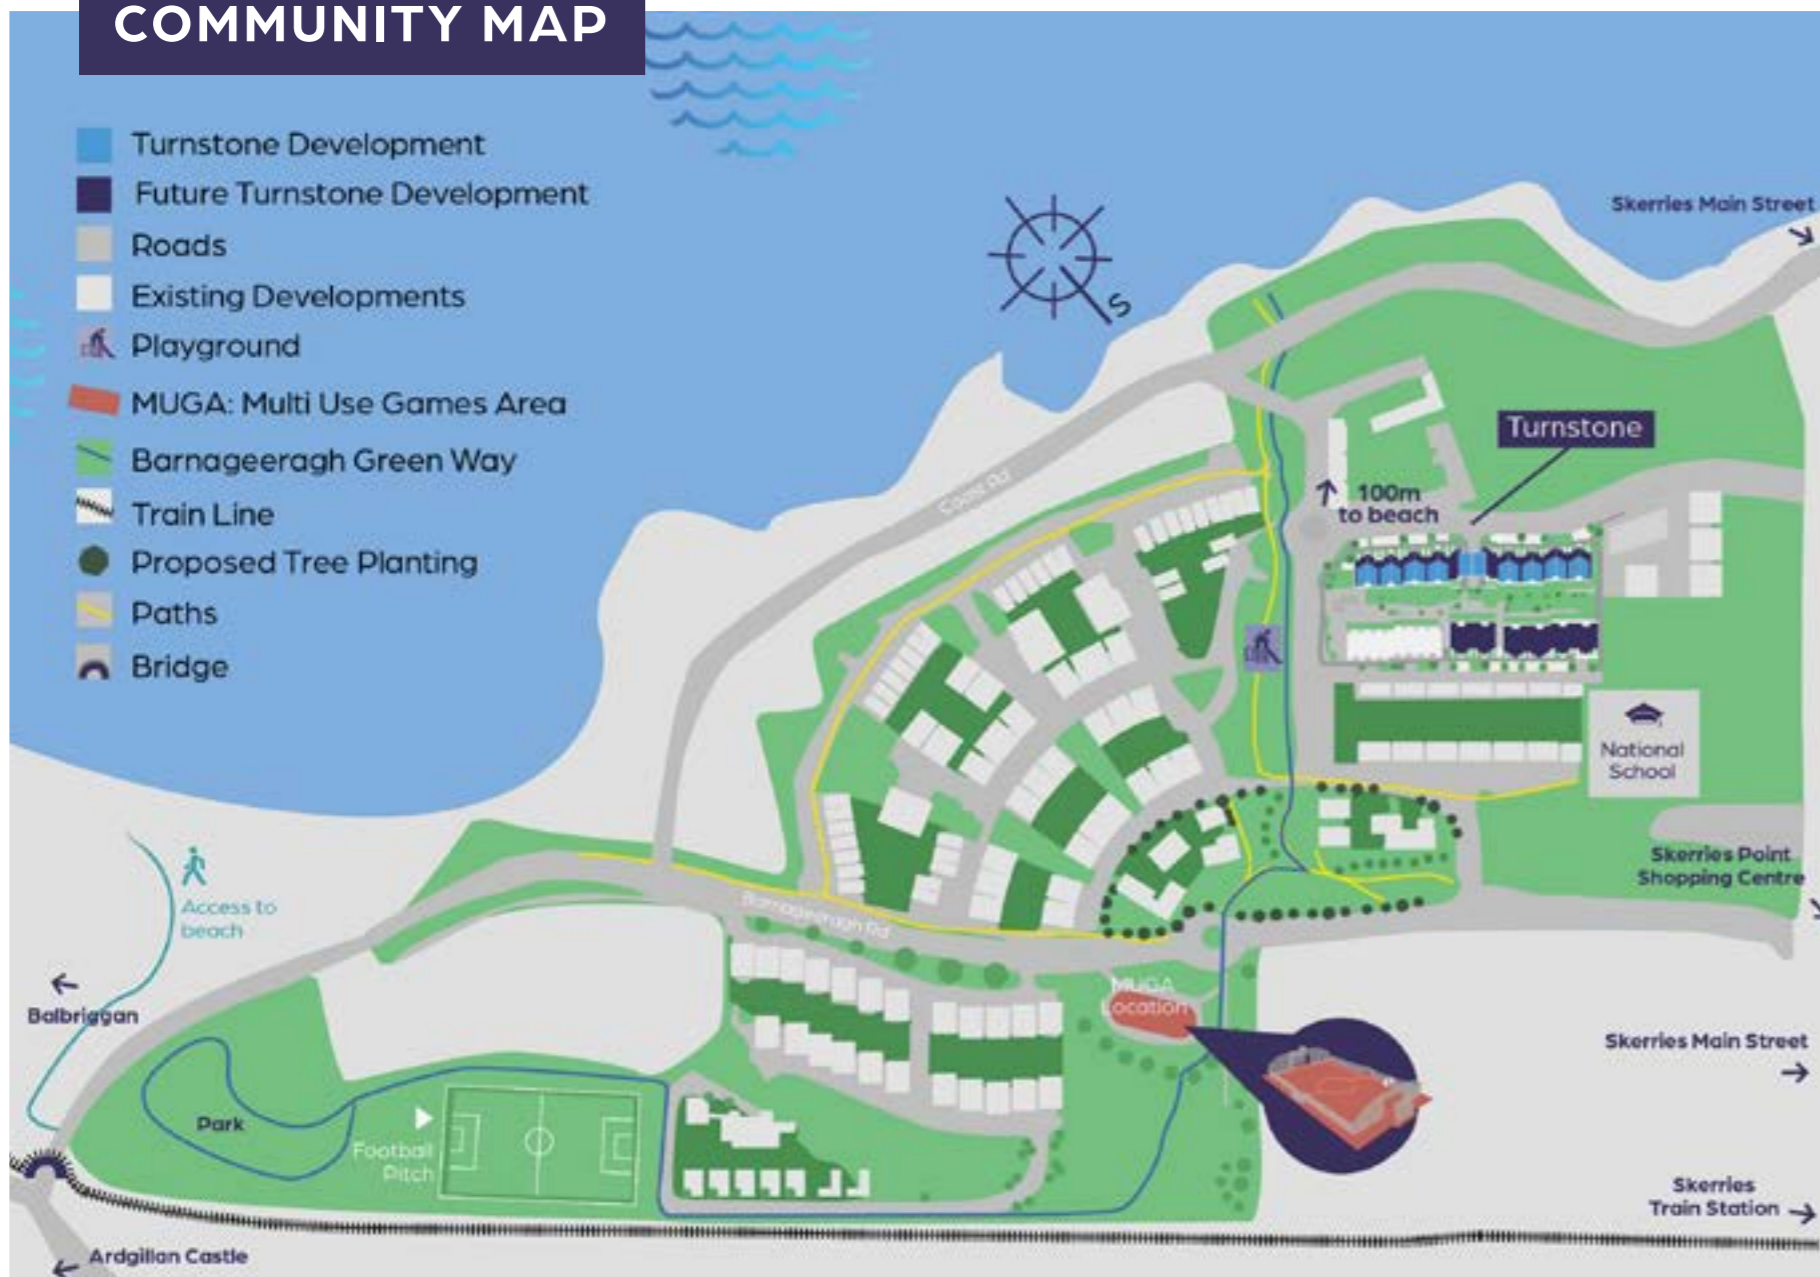 COMMUNITY MAP
Turnstone Development
Future Turnstone Development
Roads
Existing Developments
Playground
MUGA: Multi Use Games Area
Barnageeragh Green Way
Train Line
Proposed Tree Planting
Paths
Bridge
S
Skerries Main Street
Turnstone
100m
to beach
Coast Rd
National
School
Skerries Point
Shopping Centre
Barnageeragh Rd
Access to
beach
Balbriggan
MUGA
Location
Skerries Main Street
Park
Football
Pitch
Skerries
Train Station
Ardgillan Castle